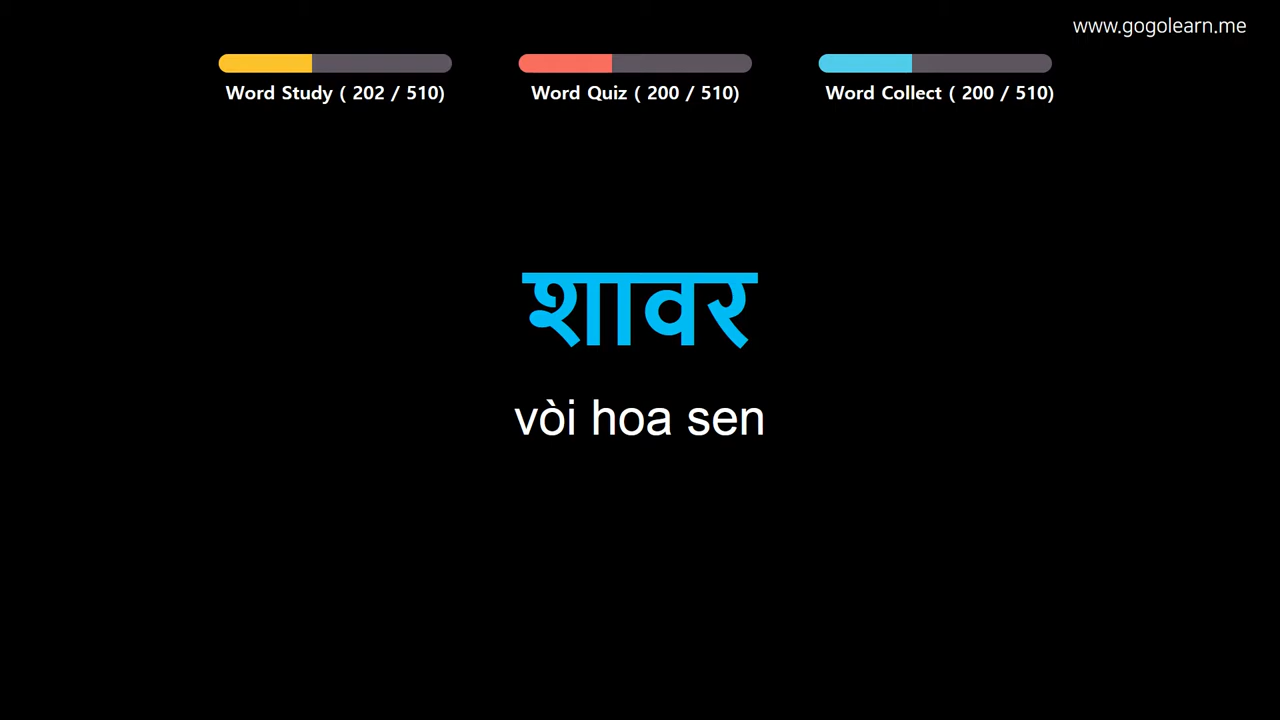 www.gogolearn.me
Word Study ( 202 / 510)
Word Quiz ( 200 / 510)
Word Collect ( 200 / 510)
शावर
vòi hoa sen